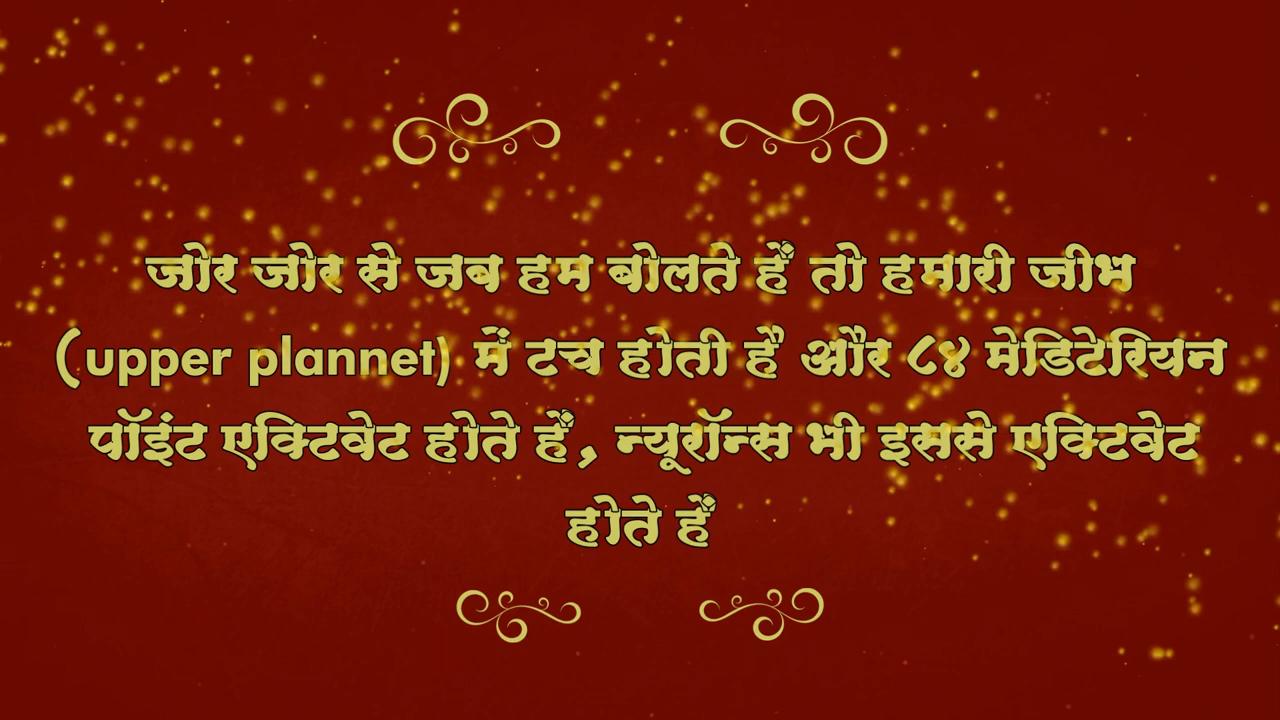 जोर जोर से जब हम बोलते हैं तो हमारी जीभ
(upper plannet) में टच होती है और ८४ मेडिटेरियन
पॉइंट एक्टिवेट होते हैं, न्यूरॉन्स भी इससे एक्टिवेट
होते हैं